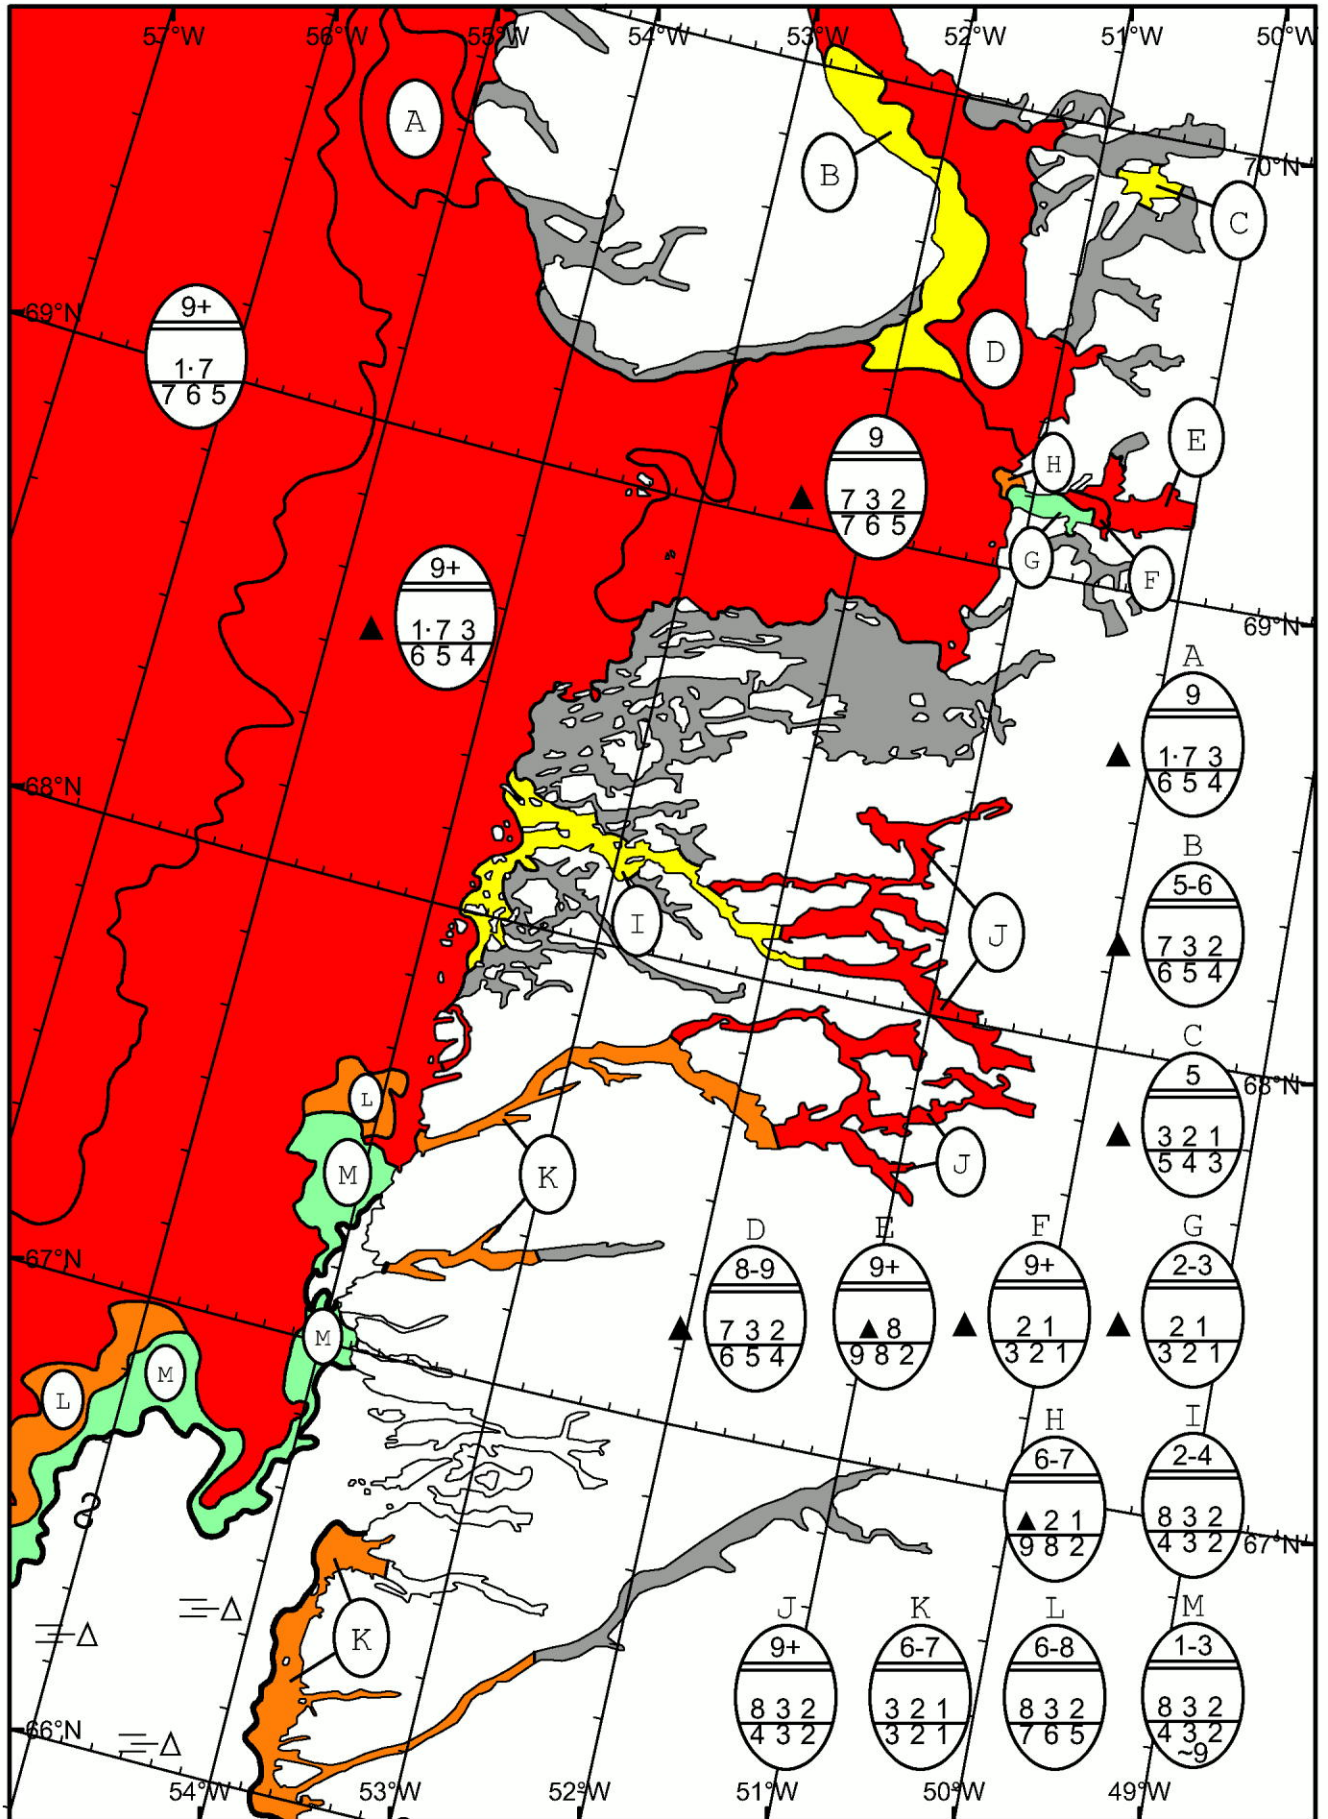 57°W 56°W 55°W 54°W 53°W 52°W 51°W 50°W
A
B
70°N
C
69°N
9+
1·7
7 6 5
D
9
7 3 2
7 6 5
E
H
G
F
9+
1·7 3
6 5 4
69°N
A
9
1·7 3
6 5 4
68°N
B
5-6
7 3 2
6 5 4
I
J
C
5
3 2 1
5 4 3
68°N
L
M
K
J
67°N
D
8-9
7 3 2
6 5 4
E
9+
▲ 8
9 8 2
F
9+
2 1
3 2 1
G
2-3
2 1
3 2 1
M
L
M
H
6-7
▲ 2 1
9 8 2
I
2-4
8 3 2
4 3 2
67°N
K
J
9+
8 3 2
4 3 2
K
6-7
3 2 1
3 2 1
L
6-8
8 3 2
7 6 5
M
1-3
8 3 2
4 3 2
~9
66°N
54°W 53°W 52°W 51°W 50°W 49°W